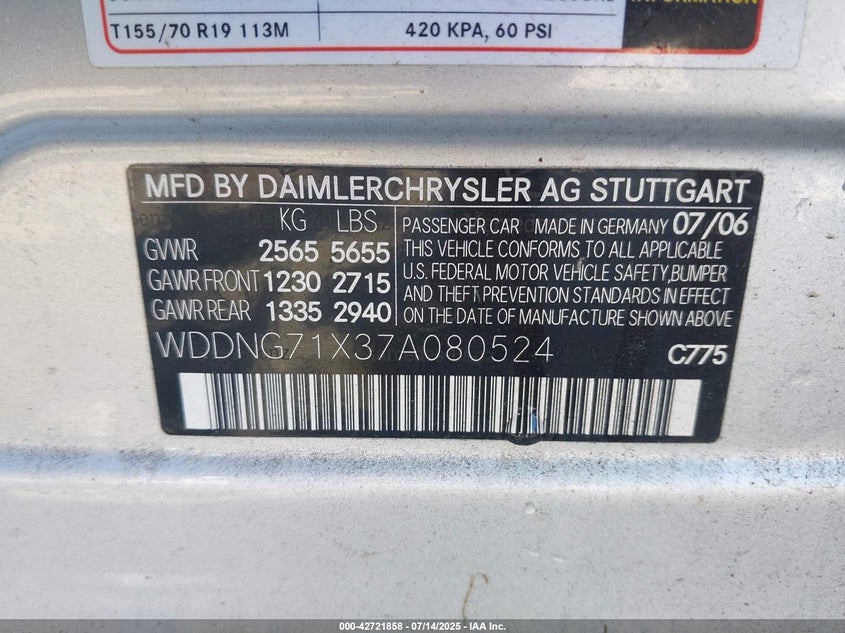 T155/70 R19 113M 420 KPA, 60 PSI
INFORMATION
MFD BY DAIMLERCHRYSLER AG STUTTGART
KG LBS
GVWR 2565 5655
GAWR FRONT 1230 2715
GAWR REAR 1335 2940
PASSENGER CAR MADE IN GERMANY 07/06
THIS VEHICLE CONFORMS TO ALL APPLICABLE
U.S. FEDERAL MOTOR VEHICLE SAFETY,BUMPER
AND THEFT PREVENTION STANDARDS IN EFFECT
ON THE DATE OF MANUFACTURE SHOWN ABOVE.
WDDNG71X37A080524 C775
000-42721858 - 07/14/2025 - IAA Inc.